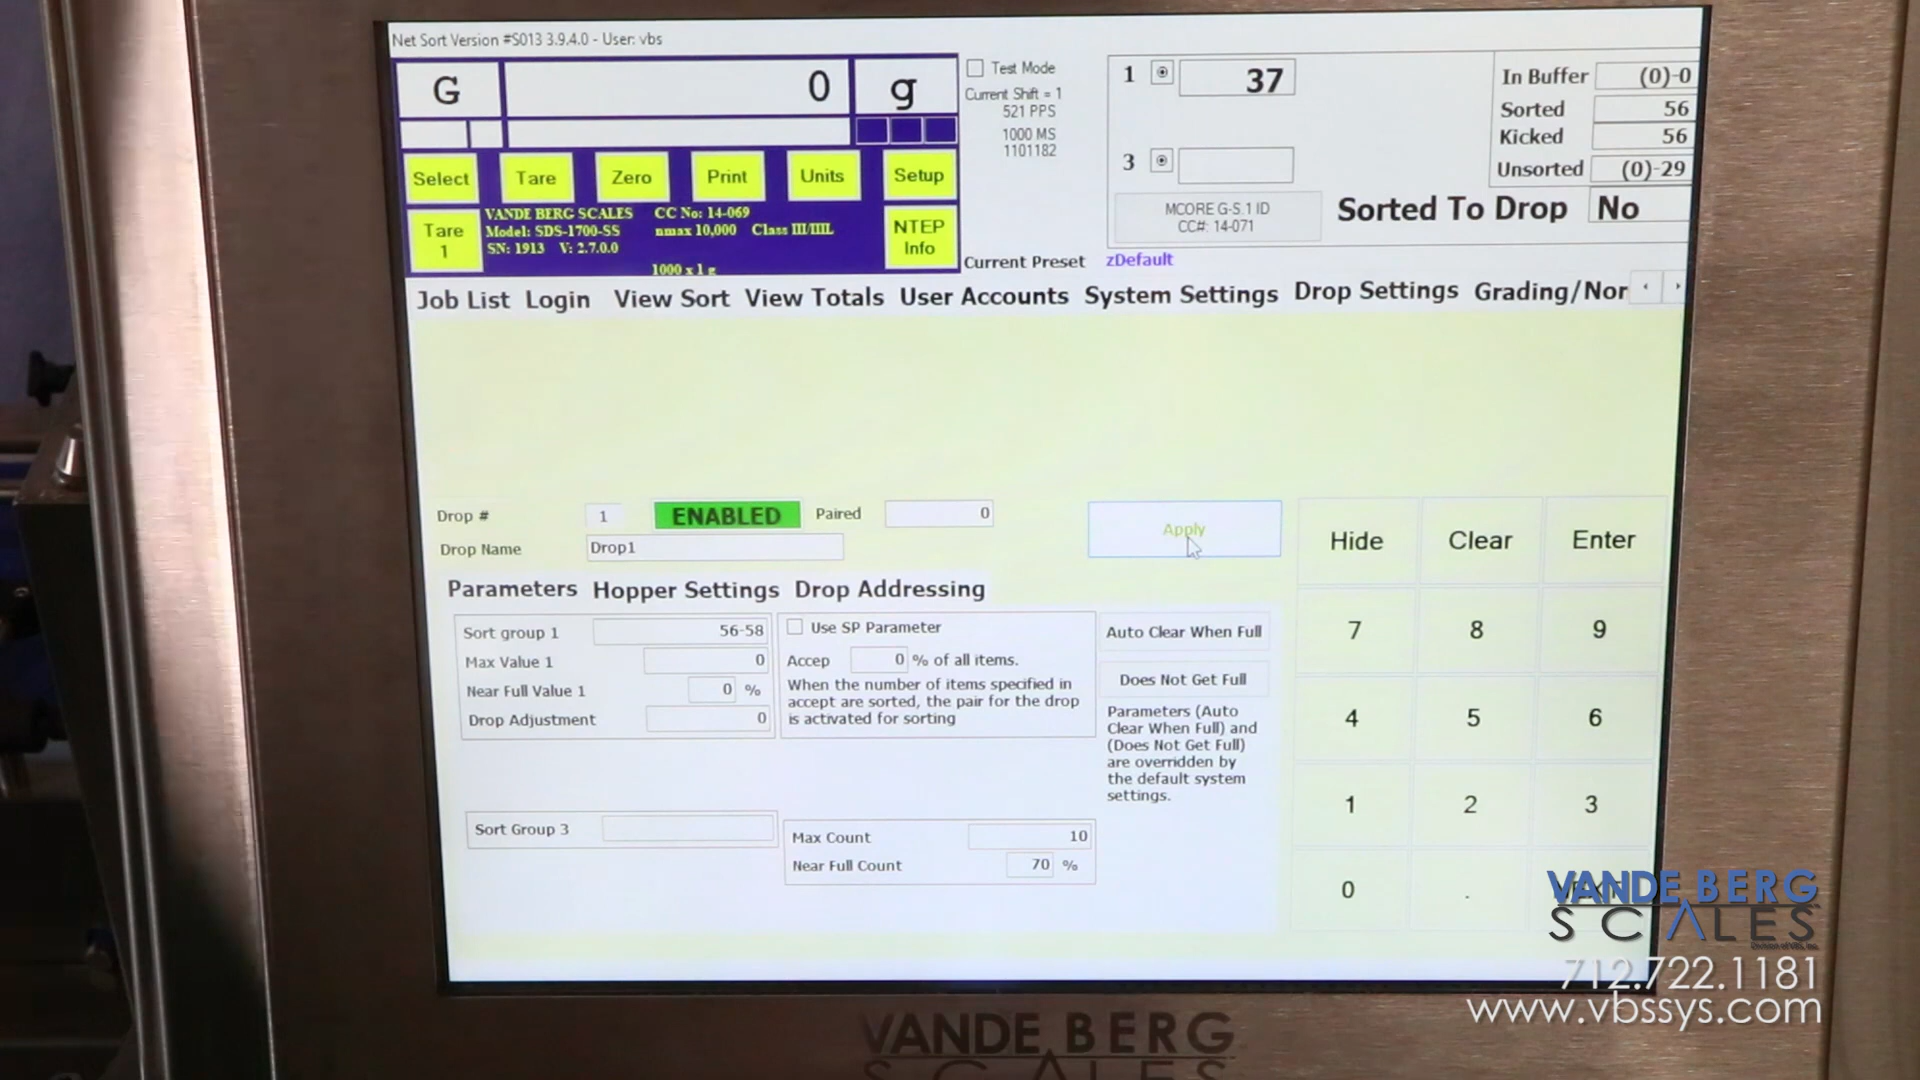 Net Sort Version #S013 3.9.4.0 - User: vbs
G 0 g
Test Mode
Current Shift = 1
521 PPS
1000 MS
1101182
1 37
3
In Buffer (0)-0
Sorted 56
Kicked 56
Unsorted (0)-29
Select Tare Zero Print Units Setup
Tare 1
VANDE BERG SCALES CC No: 14-069
Model: SDS-1700-SS nmax 10,000 Class III/IIIL
SN: 1913 V: 2.7.0.0
1000 x 1 g
NTEP Info
MCORE G-S.1 ID
CC#: 14-071
Sorted To Drop No
Current Preset zDefault
Job List Login View Sort View Totals User Accounts System Settings Drop Settings Grading/Nor
Drop # 1 ENABLED Paired 0
Drop Name Drop1
Apply
Parameters Hopper Settings Drop Addressing
Sort group 1 56-58
Max Value 1 0
Near Full Value 1 0 %
Drop Adjustment 0
Use SP Parameter
Accep 0 % of all items.
When the number of items specified in
accept are sorted, the pair for the drop
is activated for sorting
Auto Clear When Full
Does Not Get Full
Parameters (Auto
Clear When Full) and
(Does Not Get Full)
are overridden by
the default system
settings.
Sort Group 3
Max Count 10
Near Full Count 70 %
Hide Clear Enter
7 8 9
4 5 6
1 2 3
0 .
VANDE BERG
SCALES
712.722.1181
www.vbssys.com
VANDE BERG
SCALES